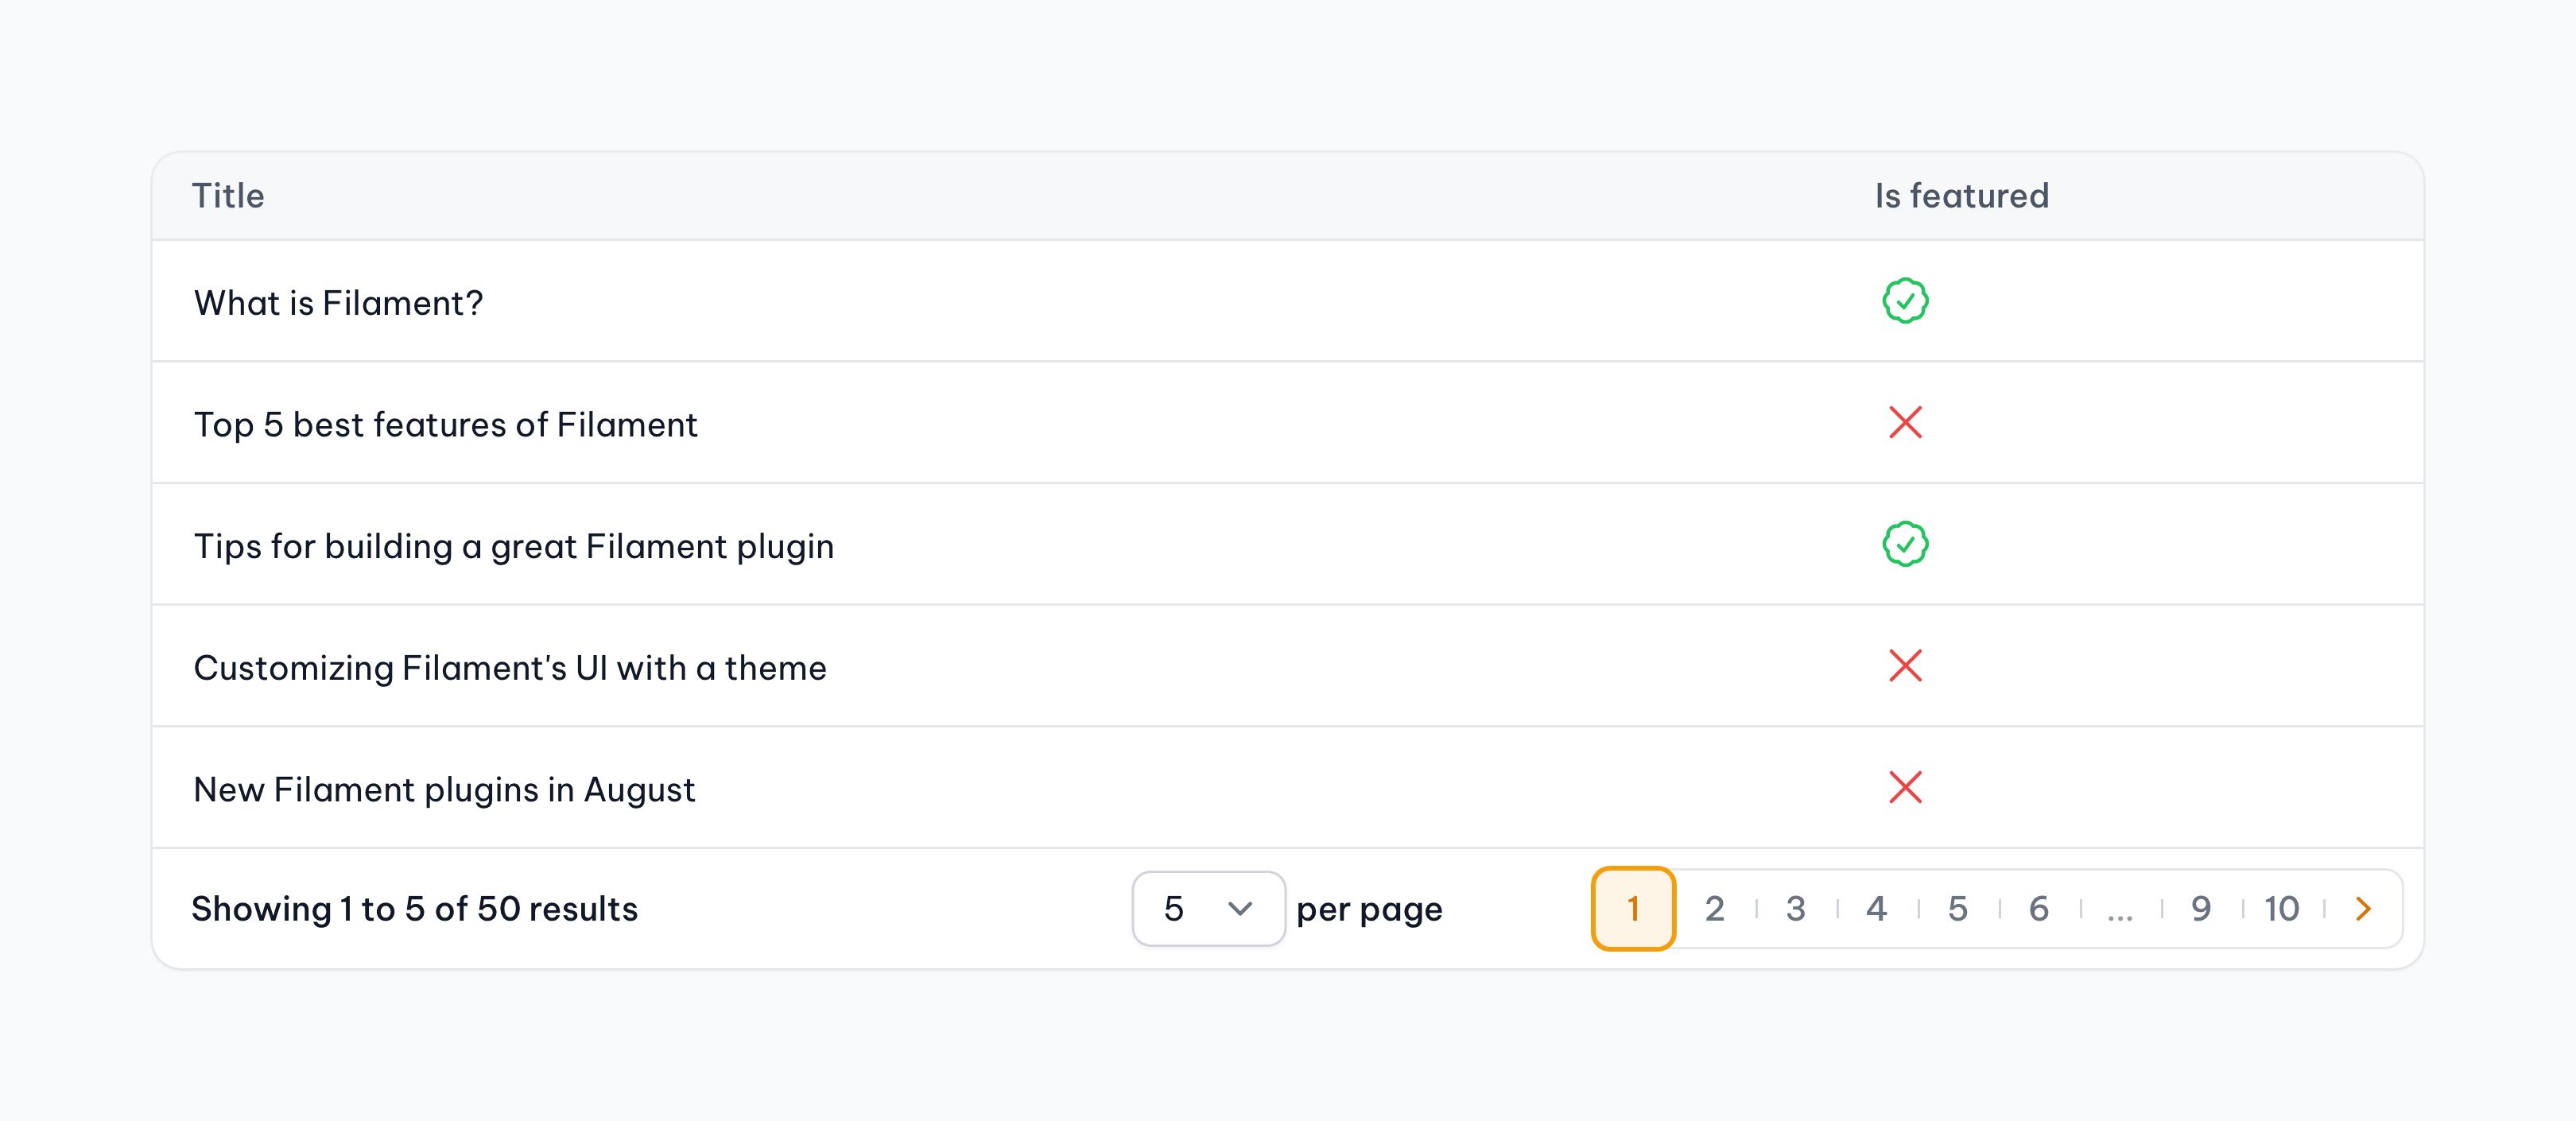 Title Is featured
What is Filament?
Top 5 best features of Filament
Tips for building a great Filament plugin
Customizing Filament's UI with a theme
New Filament plugins in August
Showing 1 to 5 of 50 results 5 per page 1 2 3 4 5 6 ... 9 10